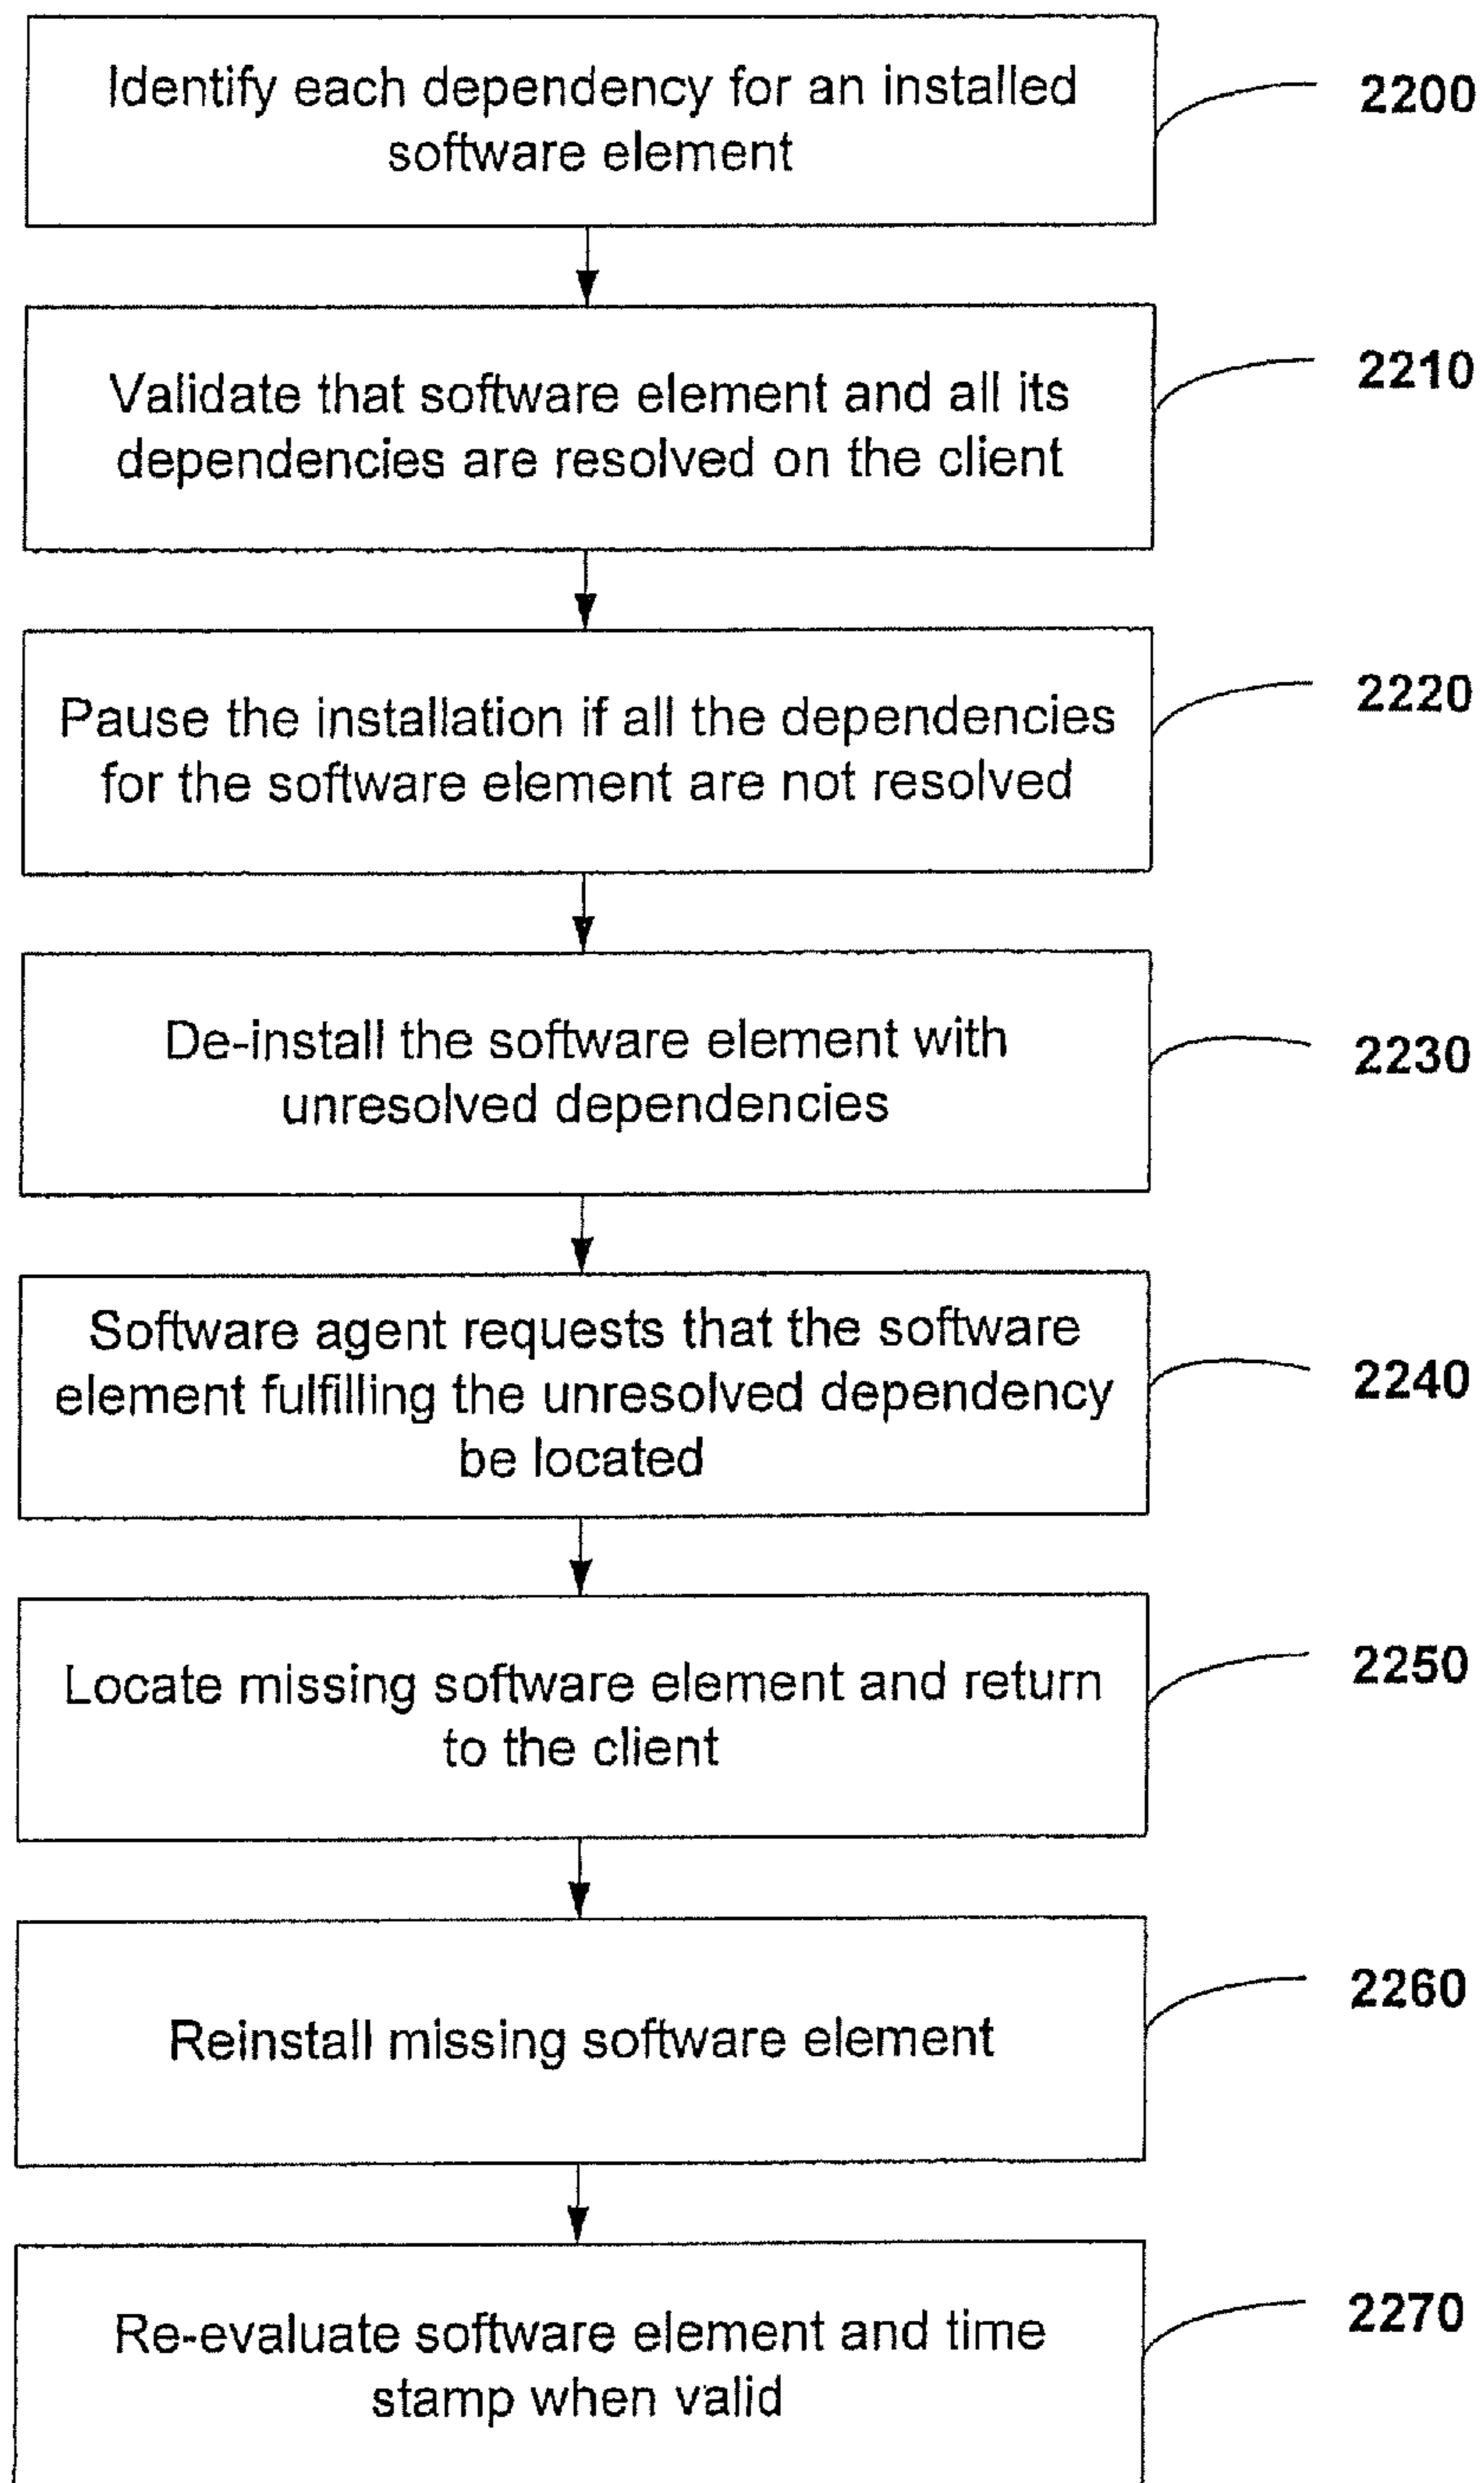 Identify each dependency for an installed
software element
2200
Validate that software element and all its
dependencies are resolved on the client
2210
Pause the installation if all the dependencies
for the software element are not resolved
2220
De-install the software element with
unresolved dependencies
2230
Software agent requests that the software
element fulfilling the unresolved dependency
be located
2240
Locate missing software element and return
to the client
2250
Reinstall missing software element
2260
Re-evaluate software element and time
stamp when valid
2270